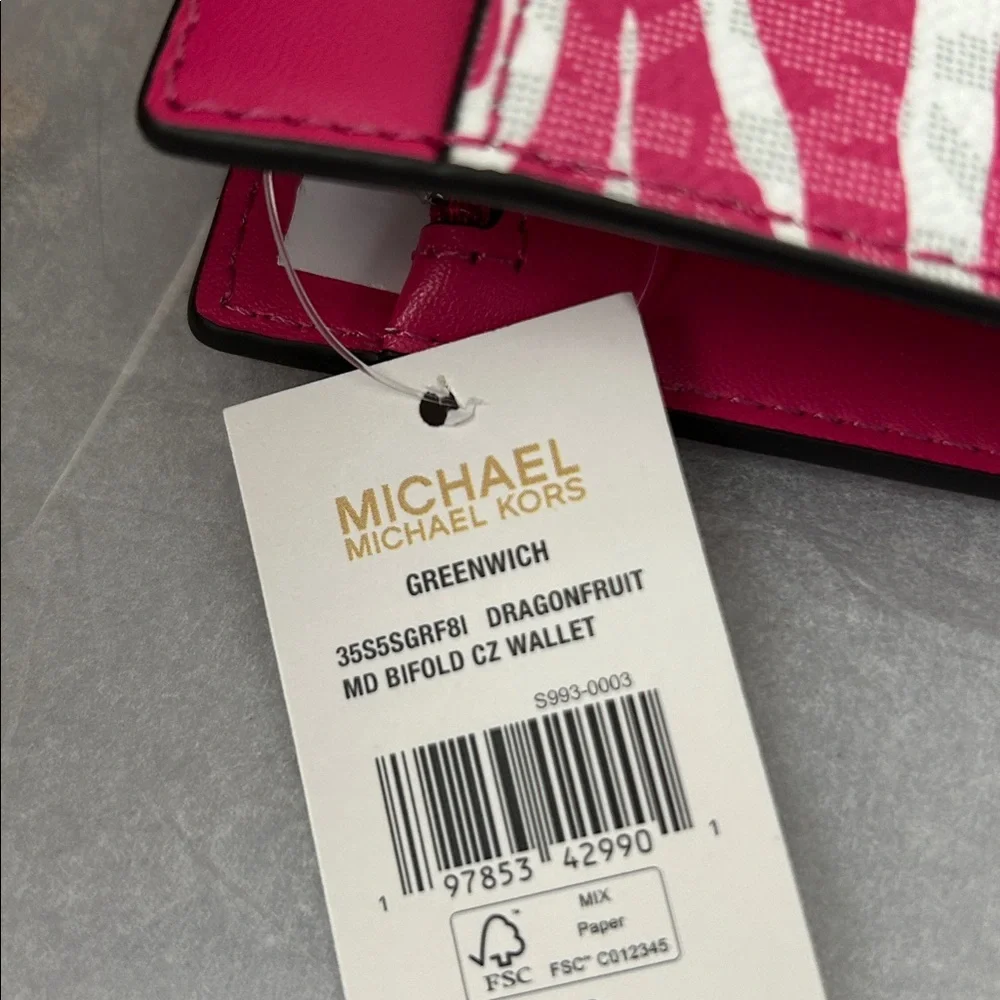 MICHAEL
MICHAEL KORS
GREENWICH
35S5SGRF8I DRAGONFRUIT
MD BIFOLD CZ WALLET
S993-0003
1 97853 42990 1
MIX
Paper
FSC™ C012345
FSC